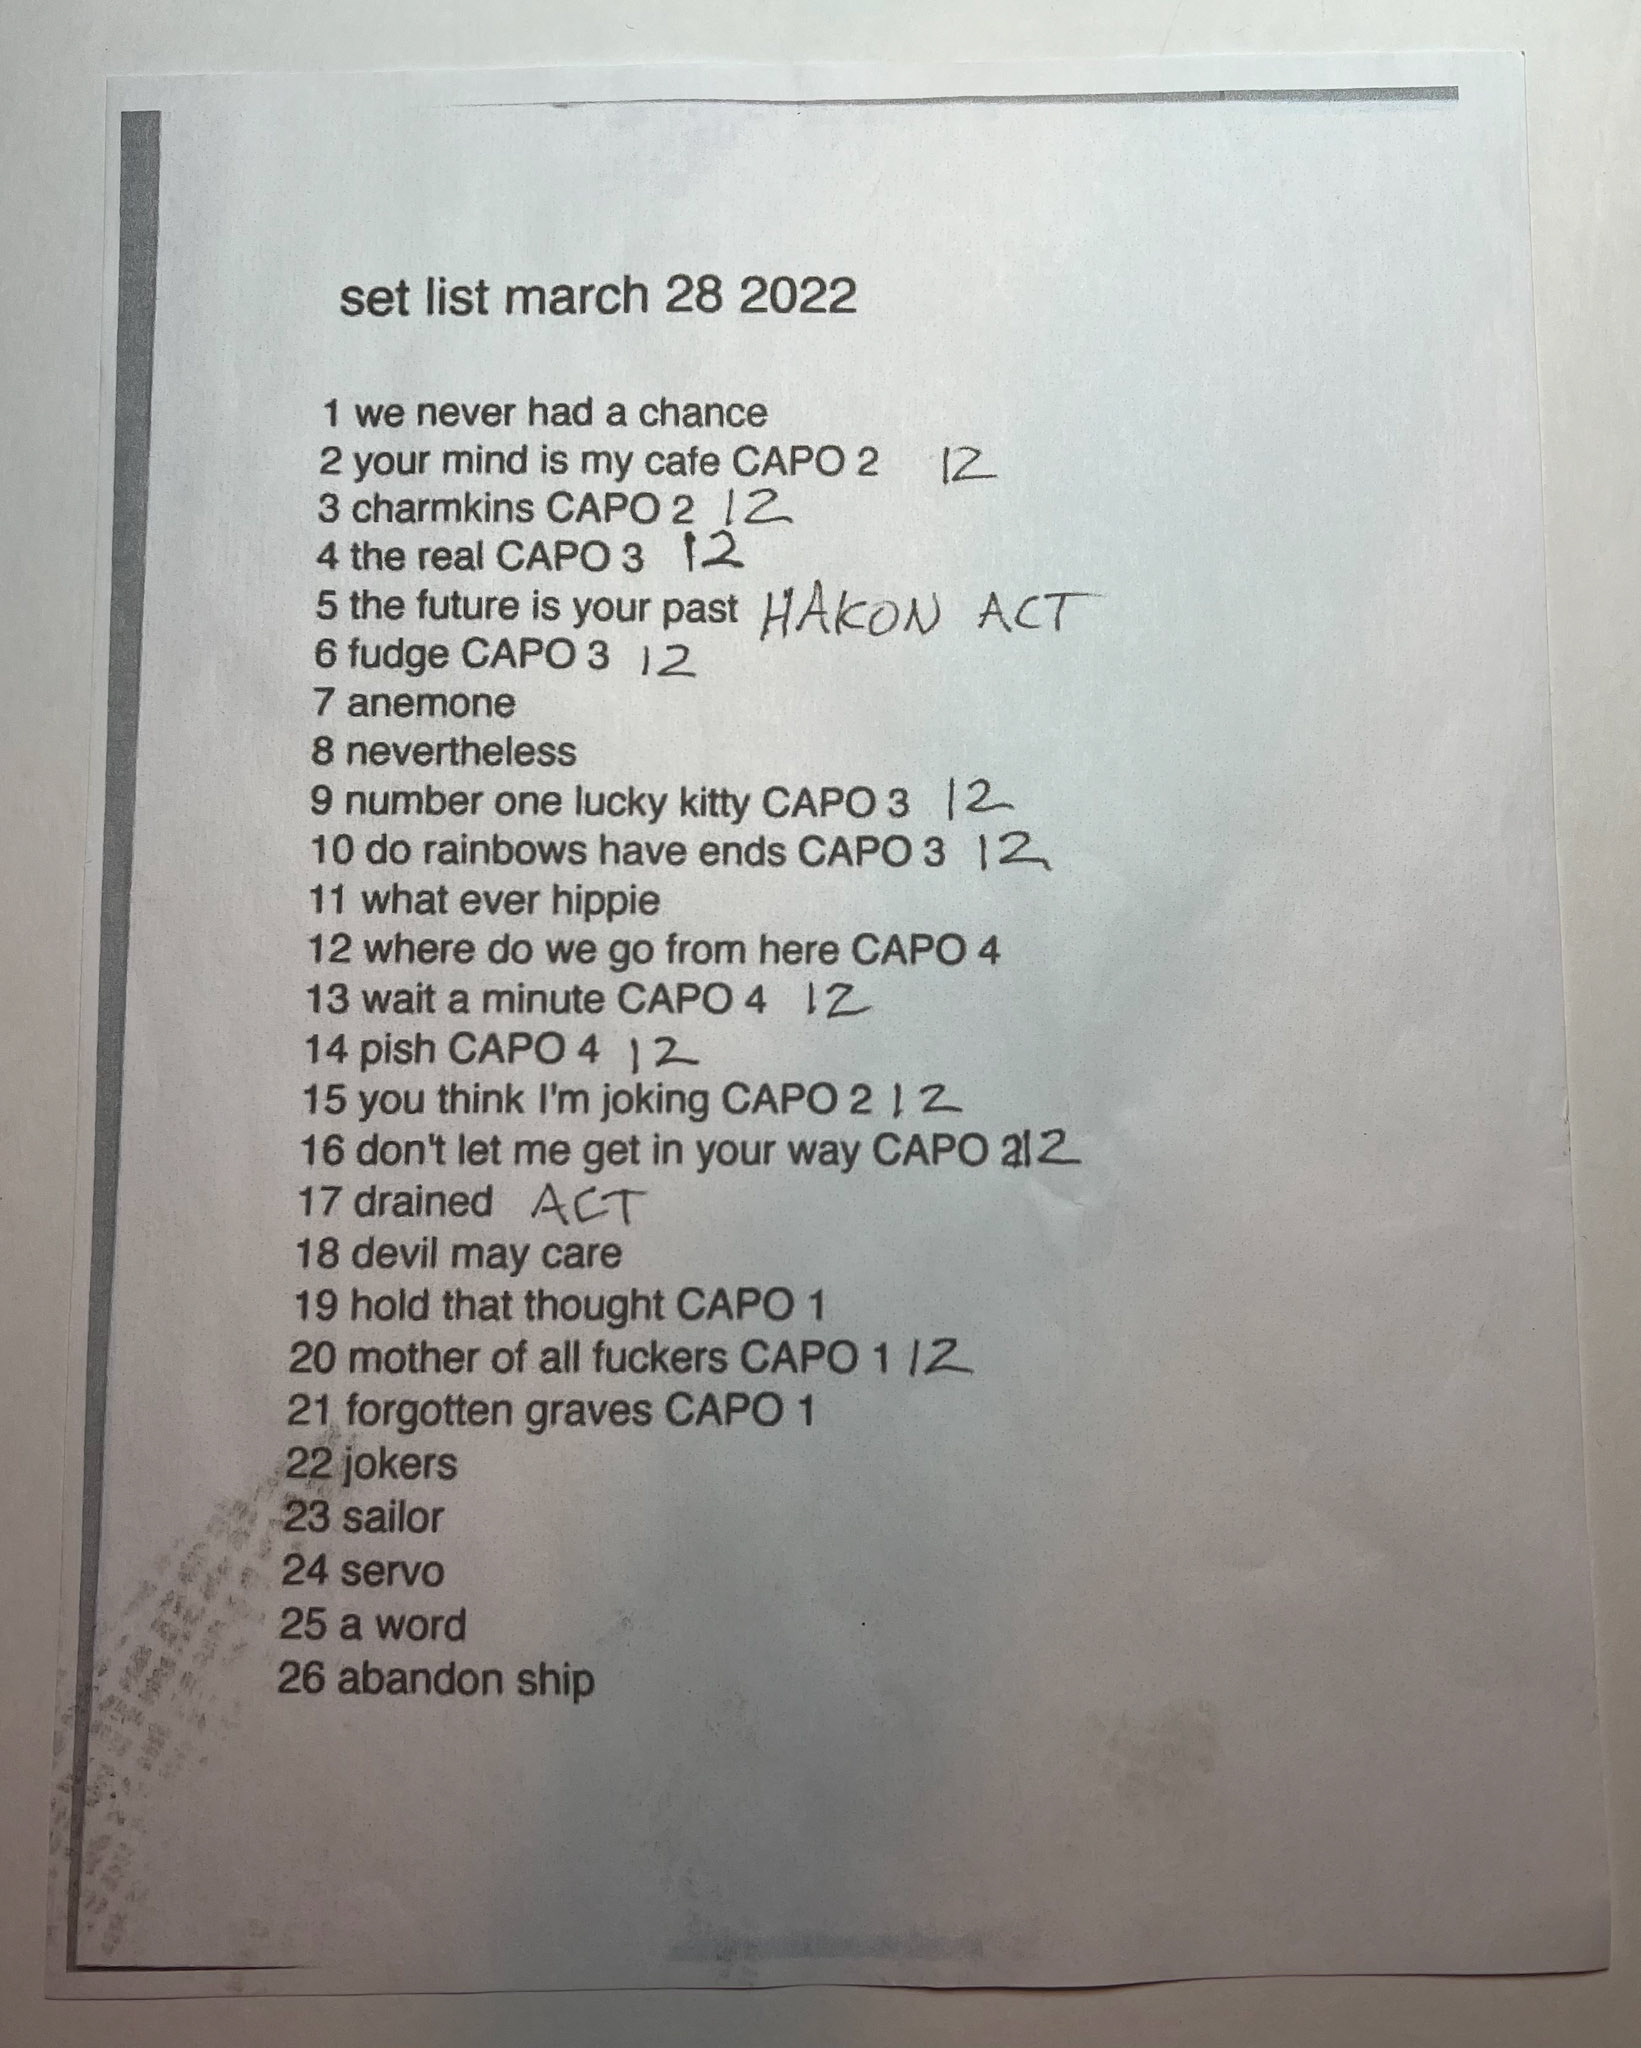 set list march 28 2022
1 we never had a chance
2 your mind is my cafe CAPO 2 12
3 charmkins CAPO 2 12
4 the real CAPO 3 12
5 the future is your past HAKON ACT
6 fudge CAPO 3 12
7 anemone
8 nevertheless
9 number one lucky kitty CAPO 3 12
10 do rainbows have ends CAPO 3 12
11 what ever hippie
12 where do we go from here CAPO 4
13 wait a minute CAPO 4 12
14 pish CAPO 4 12
15 you think I'm joking CAPO 2 12
16 don't let me get in your way CAPO 2 12
17 drained ACT
18 devil may care
19 hold that thought CAPO 1
20 mother of all fuckers CAPO 1 12
21 forgotten graves CAPO 1
22 jokers
23 sailor
24 servo
25 a word
26 abandon ship